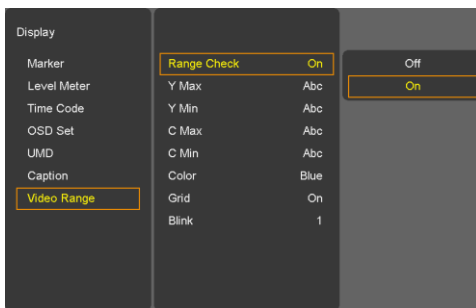 Display
Marker
Level Meter
Time Code
OSD Set
UMD
Caption
Video Range
Range Check On
Y Max Abc
Y Min Abc
C Max Abc
C Min Abc
Color Blue
Grid On
Blink 1
Off
On